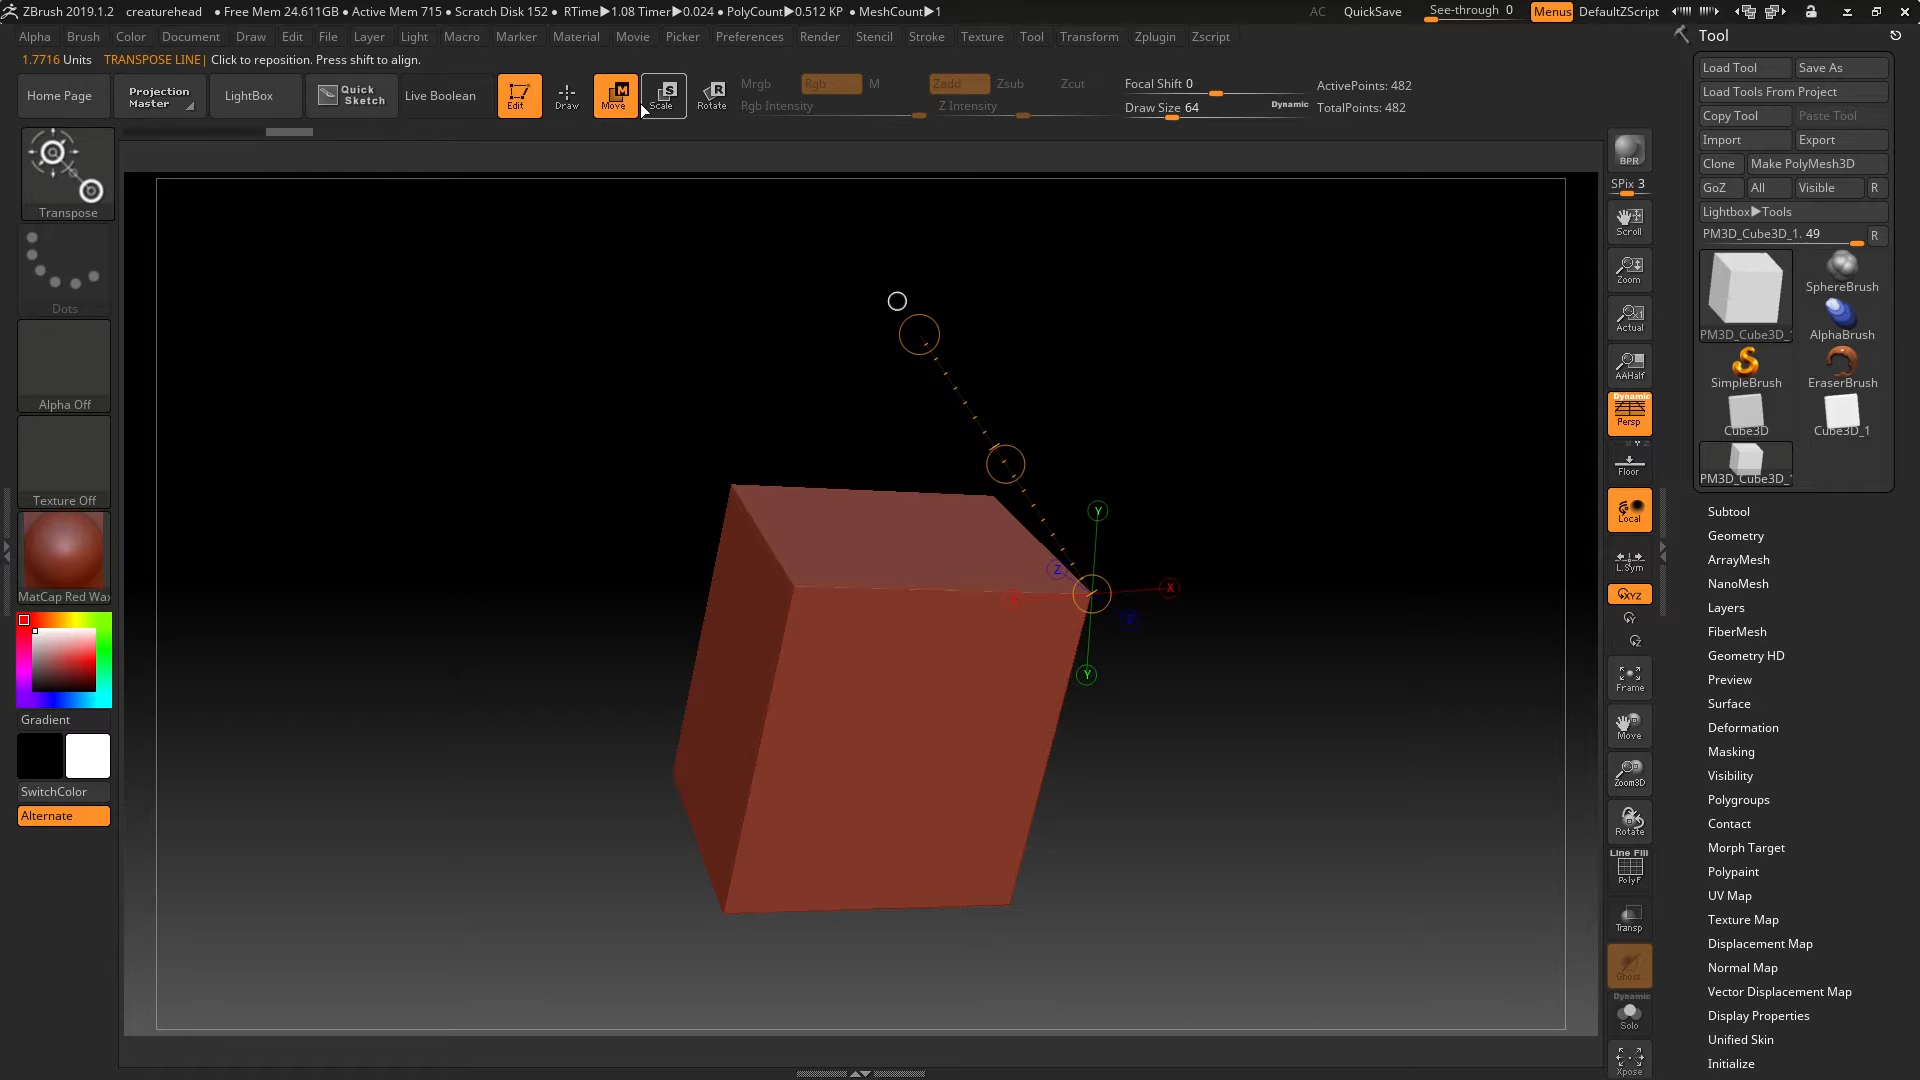 ZBrush 2019.1.2 creaturehead ● Free Mem 24.611GB ● Active Mem 715 ● Scratch Disk 152 ● RTime▶1.08 Timer▶0.024 ● PolyCount▶0.512 KP ● MeshCount▶1 AC QuickSave See-through 0 Menus DefaultZScript
Alpha Brush Color Document Draw Edit File Layer Light Macro Marker Material Movie Picker Preferences Render Stencil Stroke Texture Tool Transform Zplugin Zscript
1.7716 Units TRANSPOSE LINE| Click to reposition. Press shift to align.
Home Page
Projection Master
LightBox
Quick Sketch
Live Boolean
Edit
Draw
M
Move
S
Scale
R
Rotate
Mrgb Rgb M
Rgb Intensity
Zadd Zsub Zcut
Z Intensity
Focal Shift 0
Draw Size 64 Dynamic
ActivePoints: 482
TotalPoints: 482
Transpose
Dots
Alpha Off
Texture Off
MatCap Red Wax
Gradient
SwitchColor
Alternate
Y
Z
X
Z
Y
BPR
SPix 3
Scroll
Zoom
Actual
AAHalf
Dynamic
Persp
Floor
Local
L.Sym
XYZ
Y
Z
Frame
Move
Zoom3D
Rotate
Line Fill
PolyF
Transp
Ghost
Dynamic
Solo
Xpose
Tool
Load Tool Save As
Load Tools From Project
Copy Tool Paste Tool
Import Export
Clone Make PolyMesh3D
GoZ All Visible R
Lightbox▶Tools
PM3D_Cube3D_1. 49 R
PM3D_Cube3D_1
SphereBrush
AlphaBrush
SimpleBrush
EraserBrush
Cube3D
Cube3D_1
PM3D_Cube3D_1
Subtool
Geometry
ArrayMesh
NanoMesh
Layers
FiberMesh
Geometry HD
Preview
Surface
Deformation
Masking
Visibility
Polygroups
Contact
Morph Target
Polypaint
UV Map
Texture Map
Displacement Map
Normal Map
Vector Displacement Map
Display Properties
Unified Skin
Initialize